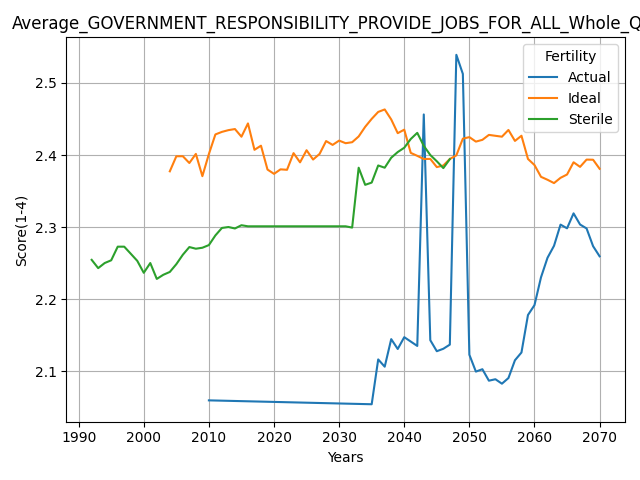 Average_GOVERNMENT_RESPONSIBILITY_PROVIDE_JOBS_FOR_ALL_Whole_Q
Fertility
Actual
Ideal
Sterile
Score(1-4)
2.5
2.4
2.3
2.2
2.1
1990 2000 2010 2020 2030 2040 2050 2060 2070
Years